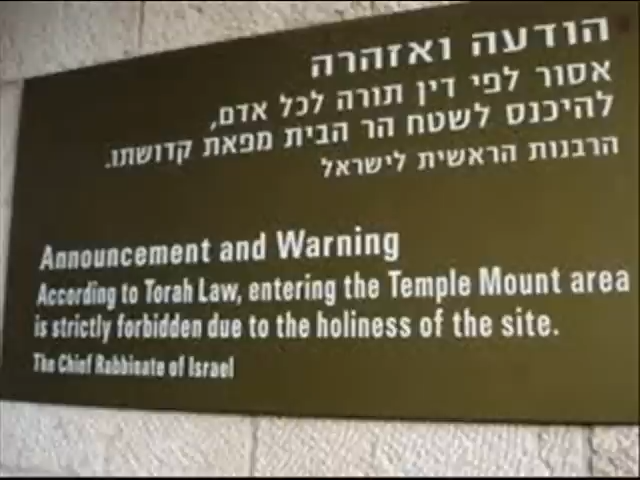 הודעה ואזהרה
אסור לפי דין תורה לכל אדם,
להיכנס לשטח הר הבית מפאת קדושתו.
הרבנות הראשית לישראל
Announcement and Warning
According to Torah Law, entering the Temple Mount area
is strictly forbidden due to the holiness of the site.
The Chief Rabbinate of Israel